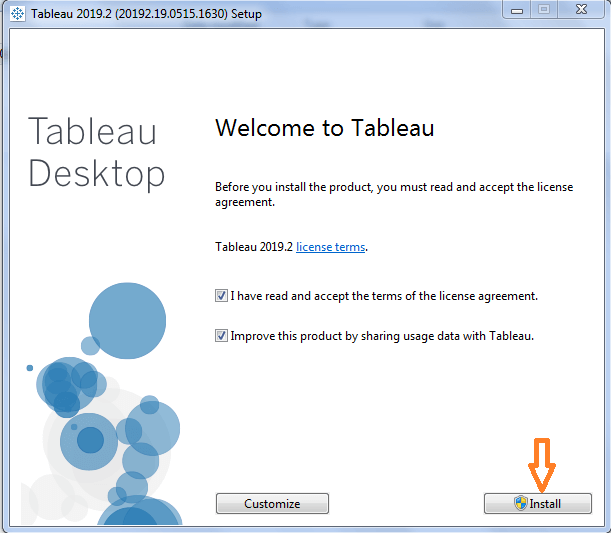 Tableau 2019.2 (20192.19.0515.1630) Setup
Tableau
Desktop
Welcome to Tableau
Before you install the product, you must read and accept the license
agreement.
Tableau 2019.2 license terms.
I have read and accept the terms of the license agreement.
Improve this product by sharing usage data with Tableau.
Customize
Install